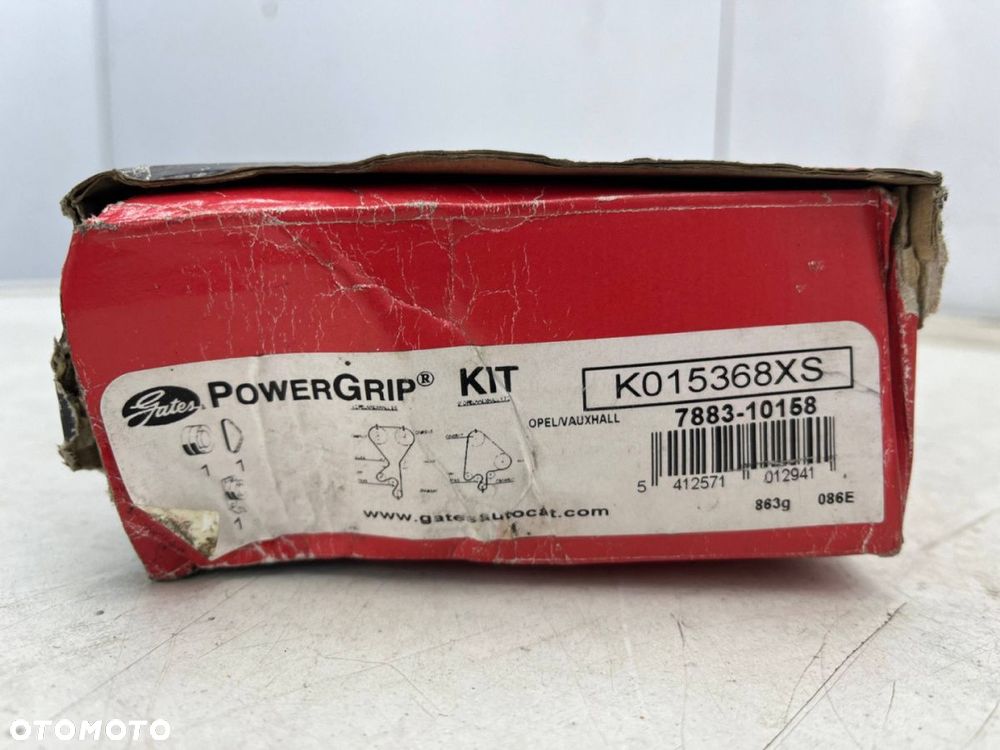 Gates POWERGRIP® KIT
K015368XS
OPEL/VAUXHALL
7883-10158
1 1
1
5 412571 012941
www.gatesautocat.com
863g 086E
OTOMOTO